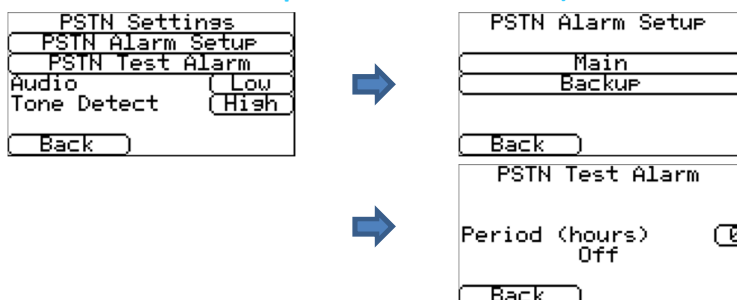 PSTN Settings
PSTN Alarm Setup
PSTN Test Alarm
Audio Low
Tone Detect High
Back
PSTN Alarm Setup
Main
Backup
Back
PSTN Test Alarm
Period (hours)
Off
Back